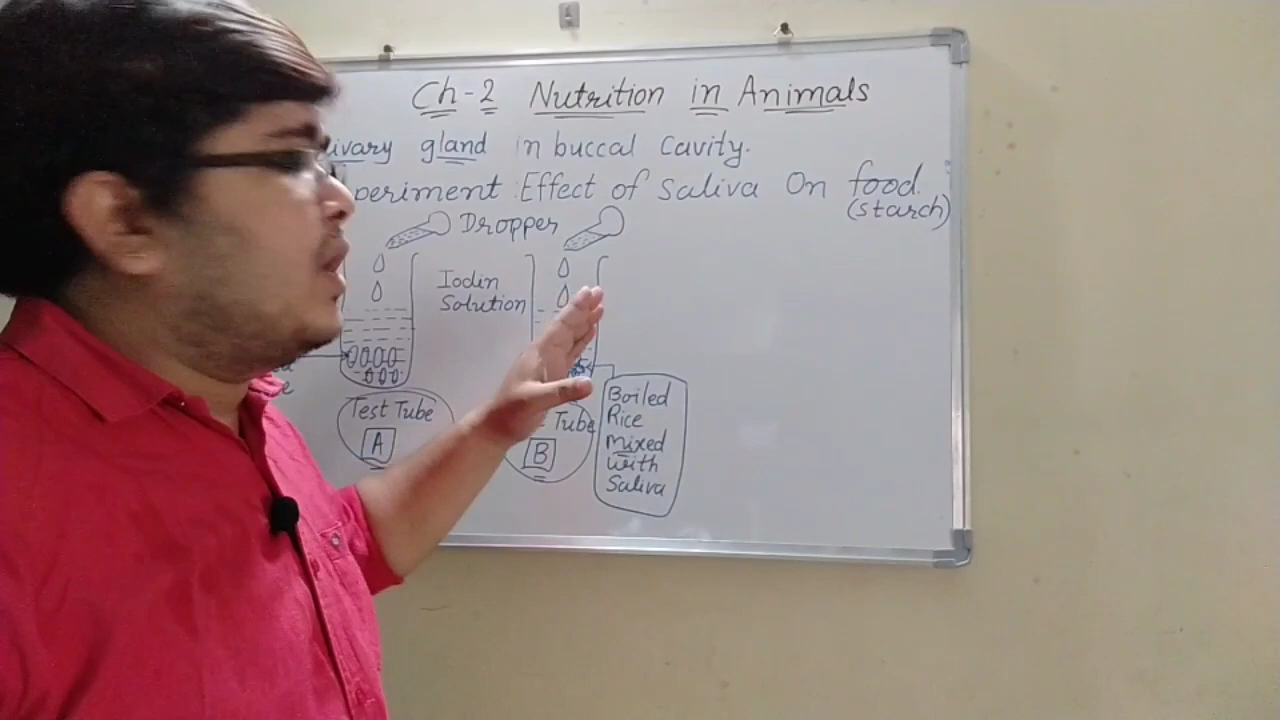 Ch-2 Nutrition in Animals
ivary gland in buccal Cavity.
periment Effect of Saliva On food.
(starch)
Dropper
Iodin
Solution
Test Tube
A
Tube
B
Boiled
Rice
Mixed
With
Saliva